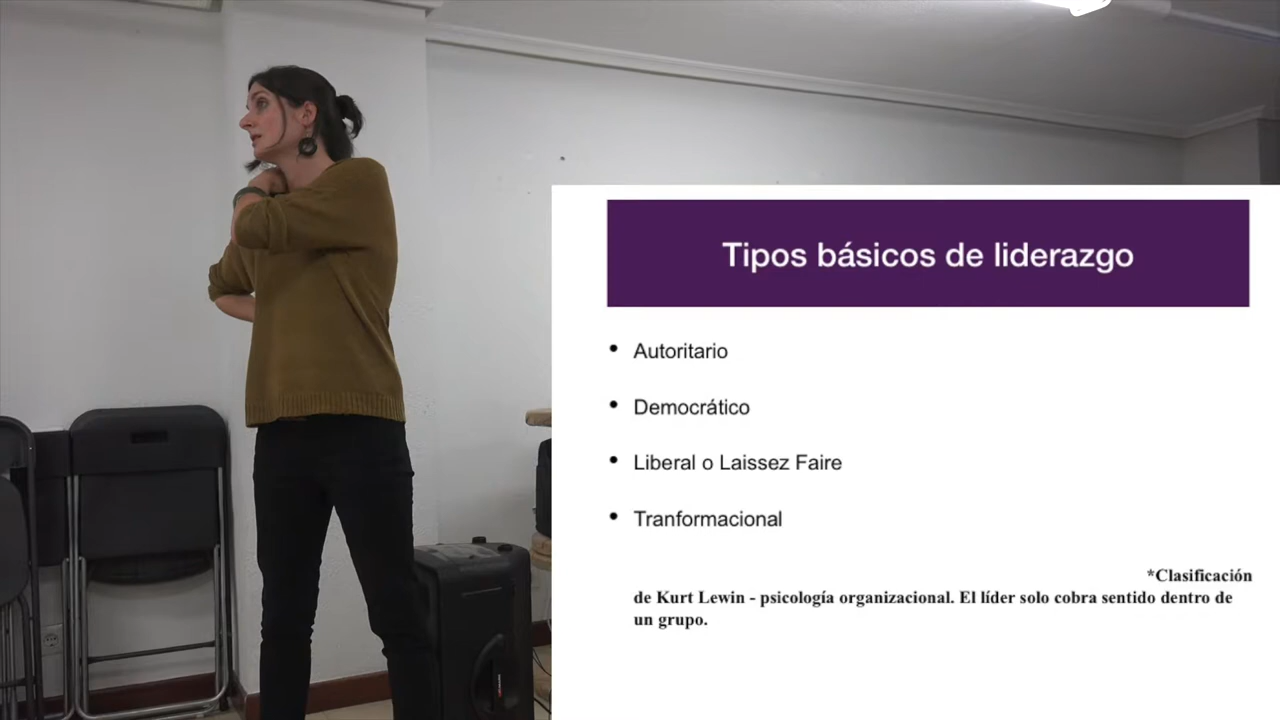 Tipos básicos de liderazgo
• Autoritario
• Democrático
• Liberal o Laissez Faire
• Tranformacional
*Clasificación
de Kurt Lewin - psicología organizacional. El líder solo cobra sentido dentro de
un grupo.